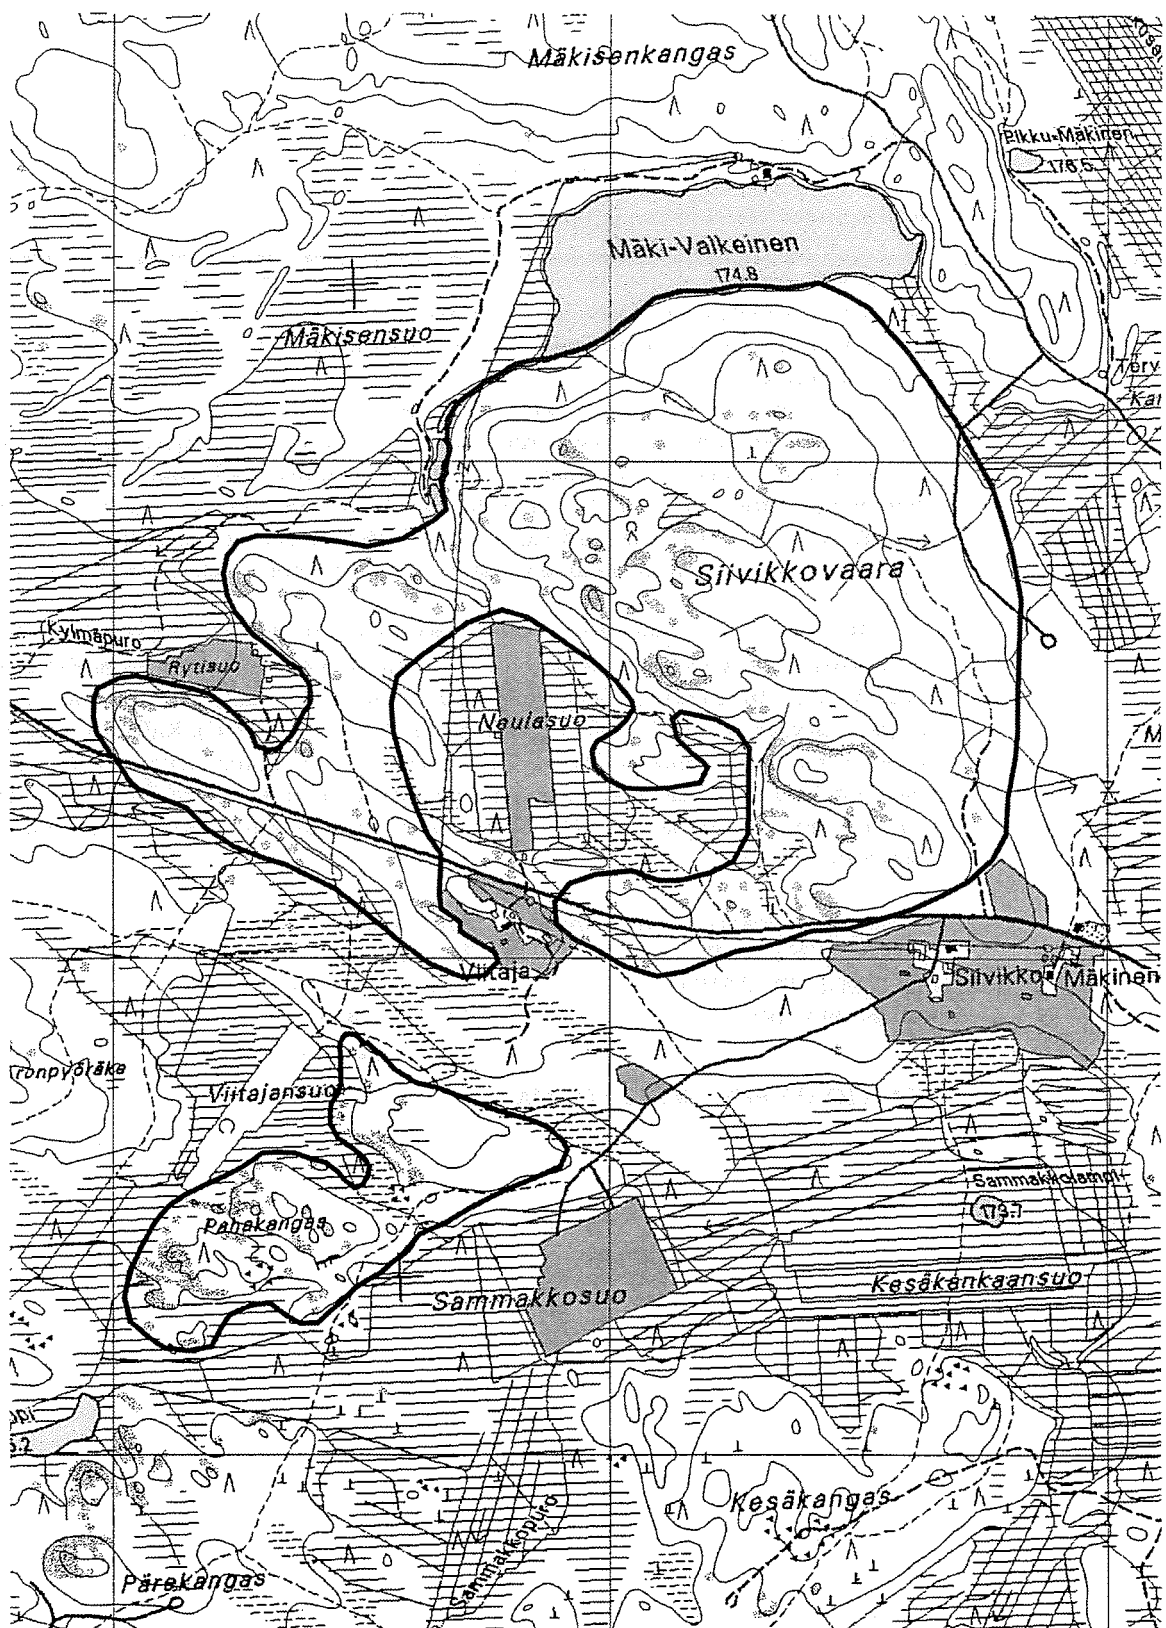 Mäkisenkangas
Pikku-Mäkinen
176.5
Mäki-Valkeinen
174.8
Mäkisensuo
Siivikkovaara
Kylmäpuro
Rytisuo
Naulasuo
M
Viitaja
Siivikko
Mäkinen
Viitajansuo
Pahakangas
Sammakkolampi
179.7
Kesäkankaansuo
Sammakkosuo
Kesäkangas
Sammakkopuro
Pärekangas